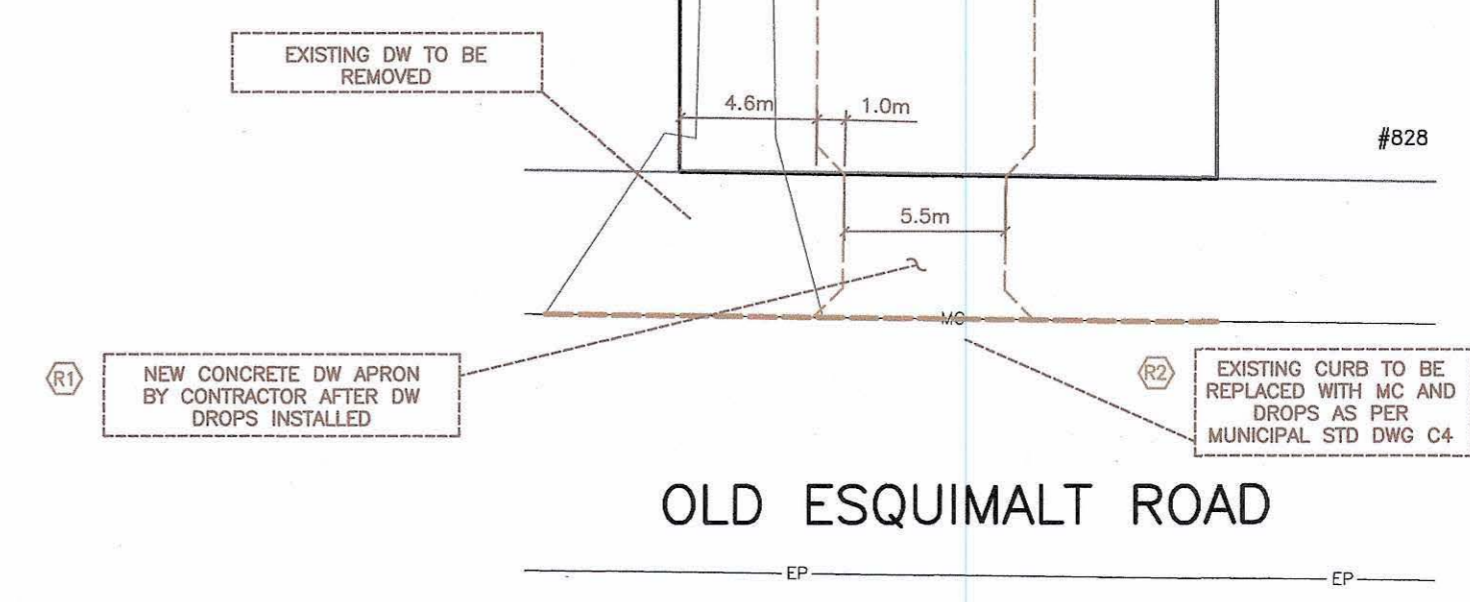 EXISTING DW TO BE
REMOVED
4.6m
1.0m
#828
5.5m
MC
R1
NEW CONCRETE DW APRON
BY CONTRACTOR AFTER DW
DROPS INSTALLED
R2
EXISTING CURB TO BE
REPLACED WITH MC AND
DROPS AS PER
MUNICIPAL STD DWG C4
OLD ESQUIMALT ROAD
EP
EP